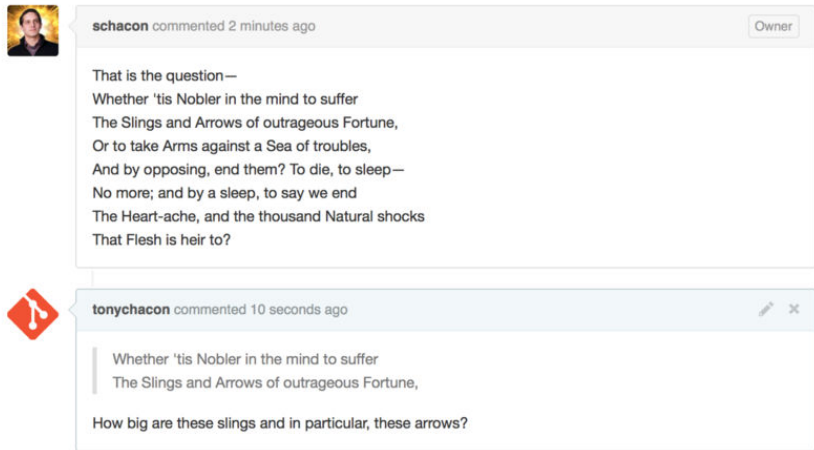 schacon commented 2 minutes ago
Owner
That is the question—
Whether 'tis Nobler in the mind to suffer
The Slings and Arrows of outrageous Fortune,
Or to take Arms against a Sea of troubles,
And by opposing, end them? To die, to sleep—
No more; and by a sleep, to say we end
The Heart-ache, and the thousand Natural shocks
That Flesh is heir to?
tonychacon commented 10 seconds ago
Whether 'tis Nobler in the mind to suffer
The Slings and Arrows of outrageous Fortune,
How big are these slings and in particular, these arrows?